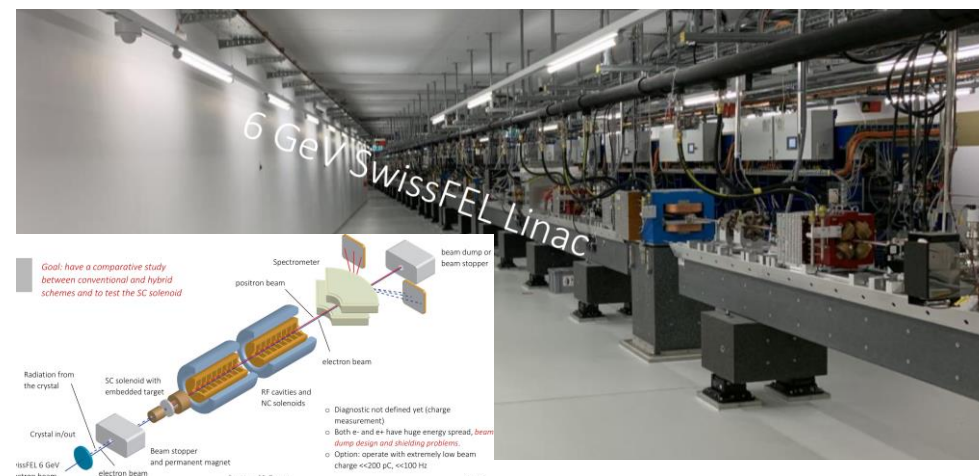 6 GeV SwissFEL Linac
Goal: have a comparative study
between conventional and hybrid
schemes and to test the SC solenoid
Spectrometer
beam dump or
beam stopper
positron beam
electron beam
Radiation from
the crystal
SC solenoid with
embedded target
RF cavities and
NC solenoids
Crystal in/out
Beam stopper
and permanent magnet
electron beam
o Diagnostic not defined yet (charge
measurement)
o Both e- and e+ have huge energy spread, beam
dump design and shielding problems.
o Option: operate with extremely low beam
charge <<200 pC, <<100 Hz
6 GeV
beam